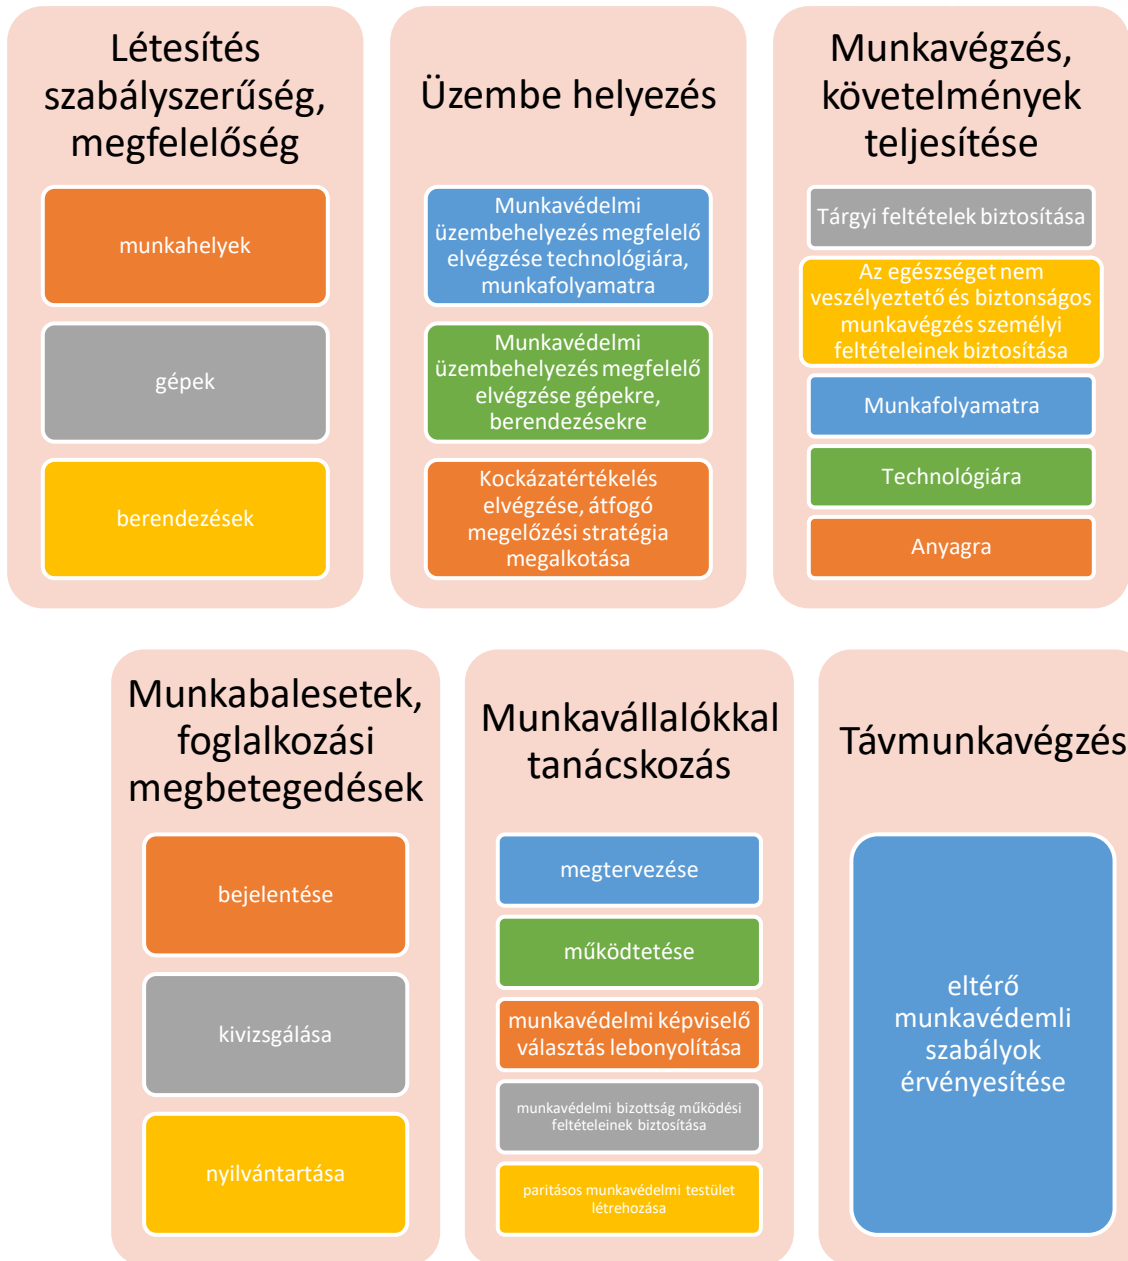 Létesítés
szabályszerűség,
megfelelőség
munkahelyek
gépek
berendezések
Üzembe helyezés
Munkavédelmi
üzembehelyezés megfelelő
elvégzése technológiára,
munkafolyamatra
Munkavédelmi
üzembehelyezés megfelelő
elvégzése gépekre,
berendezésekre
Kockázatértékelés
elvégzése, átfogó
megelőzési stratégia
megalkotása
Munkavégzés,
követelmények
teljesítése
Tárgyi feltételek biztosítása
Az egészséget nem
veszélyeztető és biztonságos
munkavégzés személyi
feltételeinek biztosítása
Munkafolyamatra
Technológiára
Anyagra
Munkabalesetek,
foglalkozási
megbetegedések
bejelentése
kivizsgálása
nyilvántartása
Munkavállalókkal
tanácskozás
megtervezése
működtetése
munkavédelmi képviselő
választás lebonyolítása
munkavédelmi bizottság működési
feltételeinek biztosítása
paritásos munkavédelmi testület
létrehozása
Távmunkavégzés
eltérő
munkavédemli
szabályok
érvényesítése